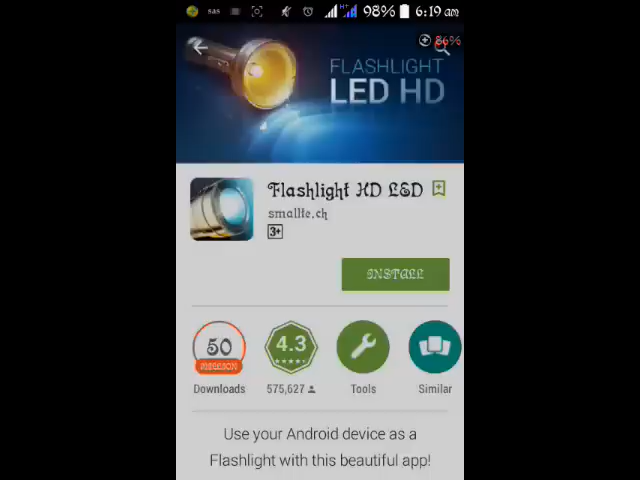 sas H+ 98% 6:19 am
86%
FLASHLIGHT
LED HD
Flashlight HD LED
smallte.ch
3+
INSTALL
50
MILLION
4.3
Downloads 575,627 Tools Similar
Use your Android device as a
Flashlight with this beautiful app!